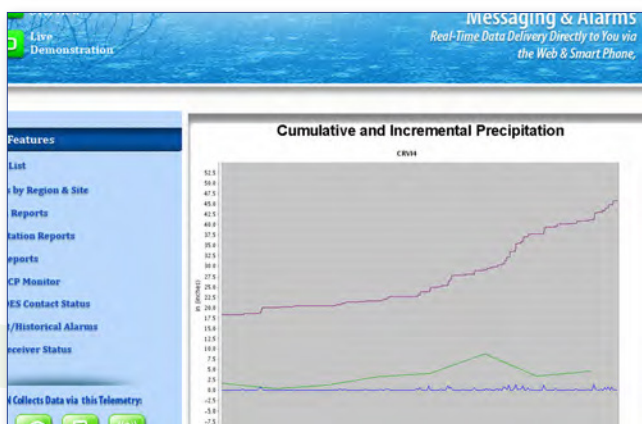 Messaging & Alarms
Live
Demonstration
Real-Time Data Delivery Directly to You via
the Web & Smart Phone,
Features
List
by Region & Site
Reports
tation Reports
eports
CP Monitor
DES Contact Status
t/Historical Alarms
eceiver Status
Collects Data via this Telemetry:
Cumulative and Incremental Precipitation
CRVI4
in (inches)
52.5
50.0
47.5
45.0
42.5
40.0
37.5
35.0
32.5
30.0
27.5
25.0
22.5
20.0
17.5
15.0
12.5
10.0
7.5
5.0
2.5
0.0
-2.5
-5.0
-7.5